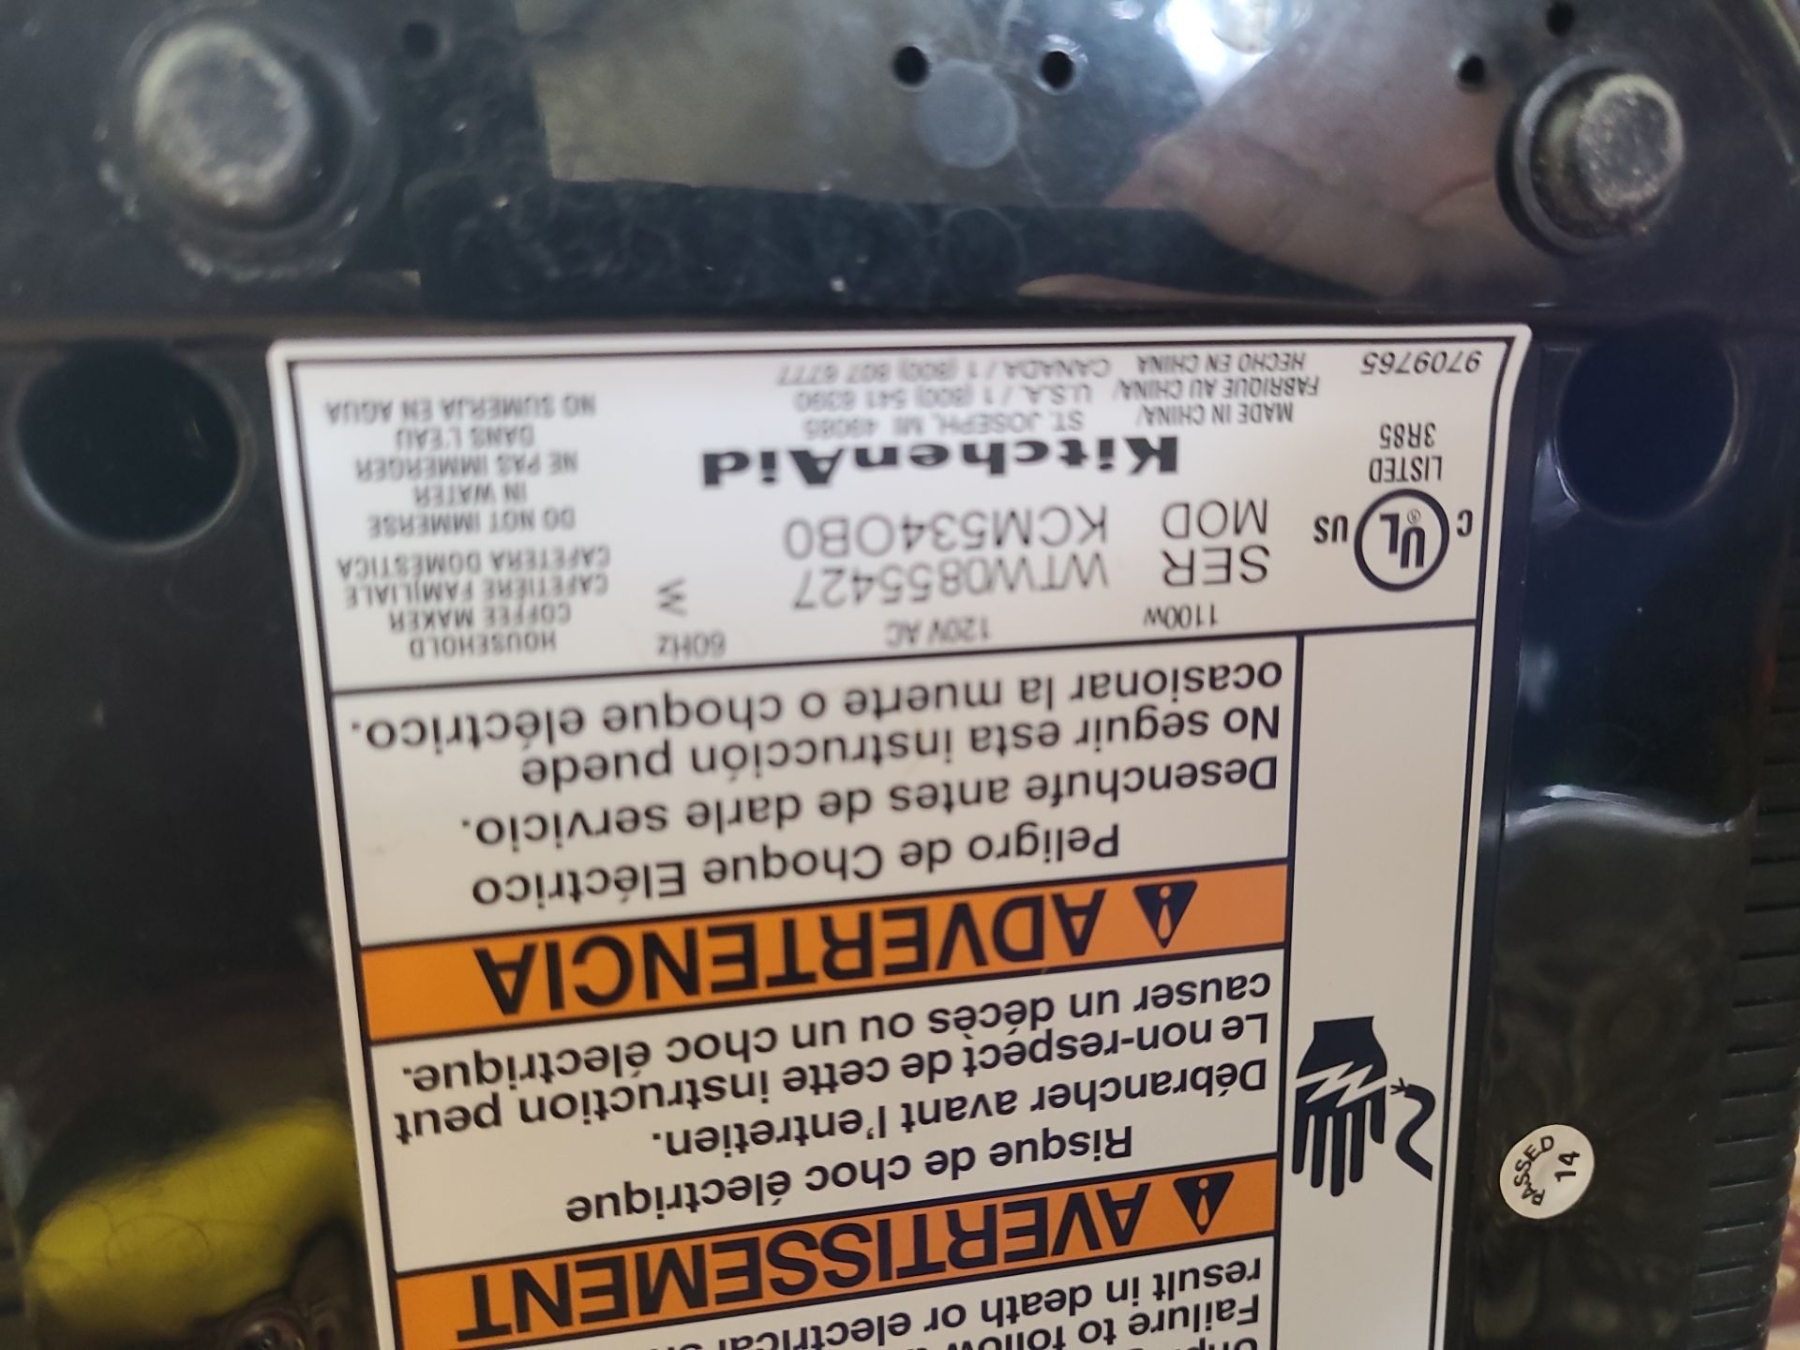 Failure to
result in death or electrical
AVERTISSEMENT
Risque de choc électrique
Débrancher avant l'entretien.
Le non-respect de cette instruction peut
causer un décès ou un choc électrique.
ADVERTENCIA
Peligro de Choque Eléctrico
Desenchufe antes de darle servicio.
No seguir esta instrucción puede
ocasionar la muerte o choque eléctrico.
1100W 120V AC 60Hz
SER WTW0855427 W
MOD KCM534OB0
C UL US
LISTED
3R85
9709765
KitchenAid
MADE IN CHINA/
FABRIQUÉ AU CHINA/
HECHO EN CHINA
ST. JOSEPH, MI 49085
U.S.A. / 1 (800) 541 6390
CANADA / 1 (800) 807 6777
HOUSEHOLD
COFFEE MAKER
CAFETIERE FAMILIALE
CAFETERA DOMESTICA
DO NOT IMMERSE
IN WATER
NE PAS IMMERGER
DANS L'EAU
NO SUMERJA EN AGUA
PASSED
14